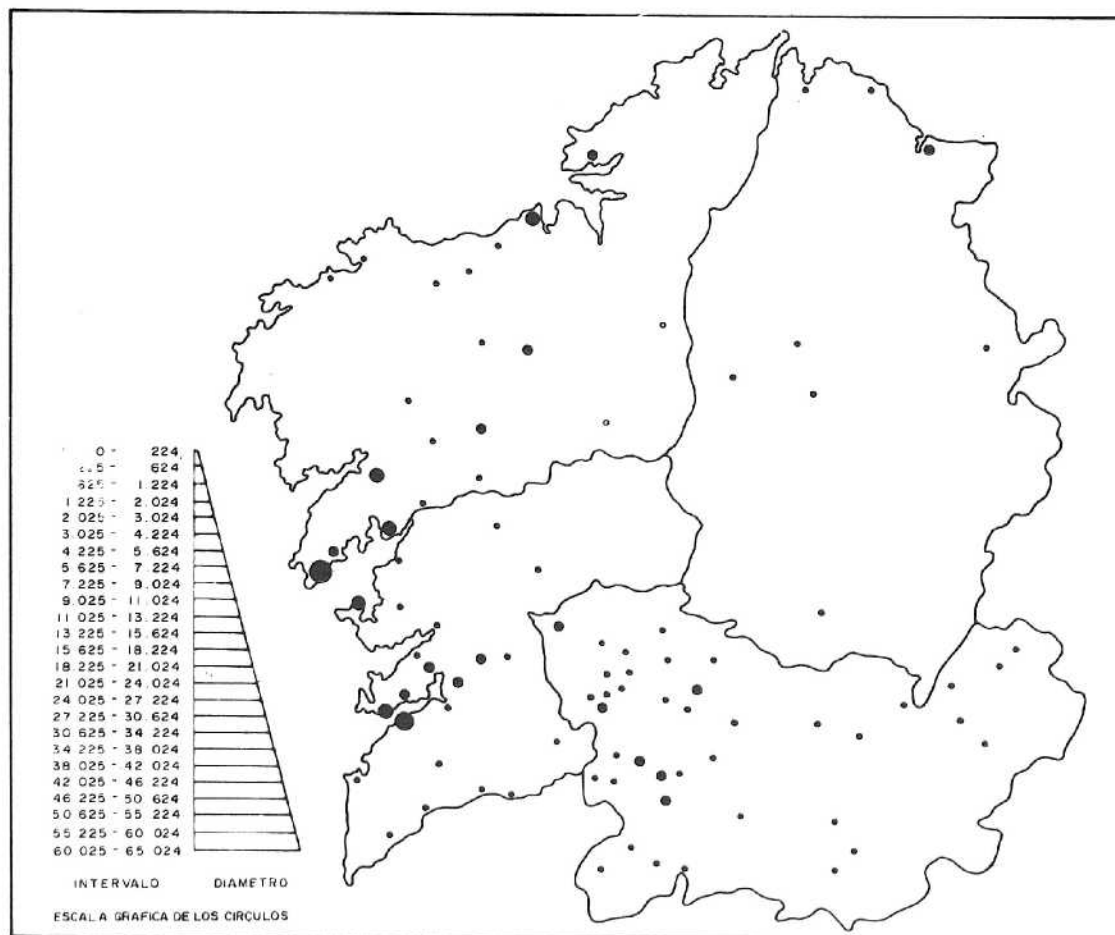 0 - 224
625 - 1.224
1 225 - 2.024
2 025 - 3.024
3.025 - 4.224
4 225 - 5.624
5 625 - 7.224
7 225 - 9.024
9 025 - 11 024
11 025 - 13.224
13 225 - 15 624
15 625 - 18 224
18 225 - 21 024
21 025 - 24 024
24 025 - 27 224
27 225 - 30 624
30 625 - 34 224
34 225 - 38 024
38 025 - 42 024
42 025 - 46 224
46 225 - 50 624
50 625 - 55 224
55 225 - 60 024
60 025 - 65 024
INTERVALO DIAMETRO
ESCALA GRAFICA DE LOS CIRCULOS